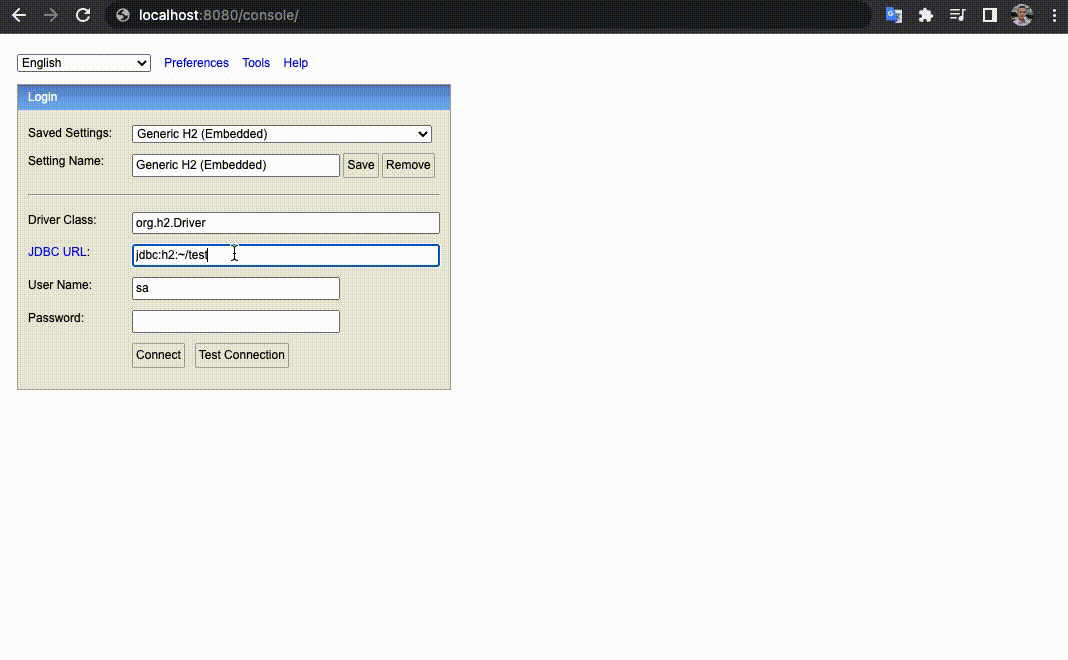 localhost:8080/console/
English Preferences Tools Help
Login
Saved Settings: Generic H2 (Embedded)
Setting Name: Generic H2 (Embedded) Save Remove
Driver Class: org.h2.Driver
JDBC URL: jdbc:h2:~/test
User Name: sa
Password:
Connect Test Connection